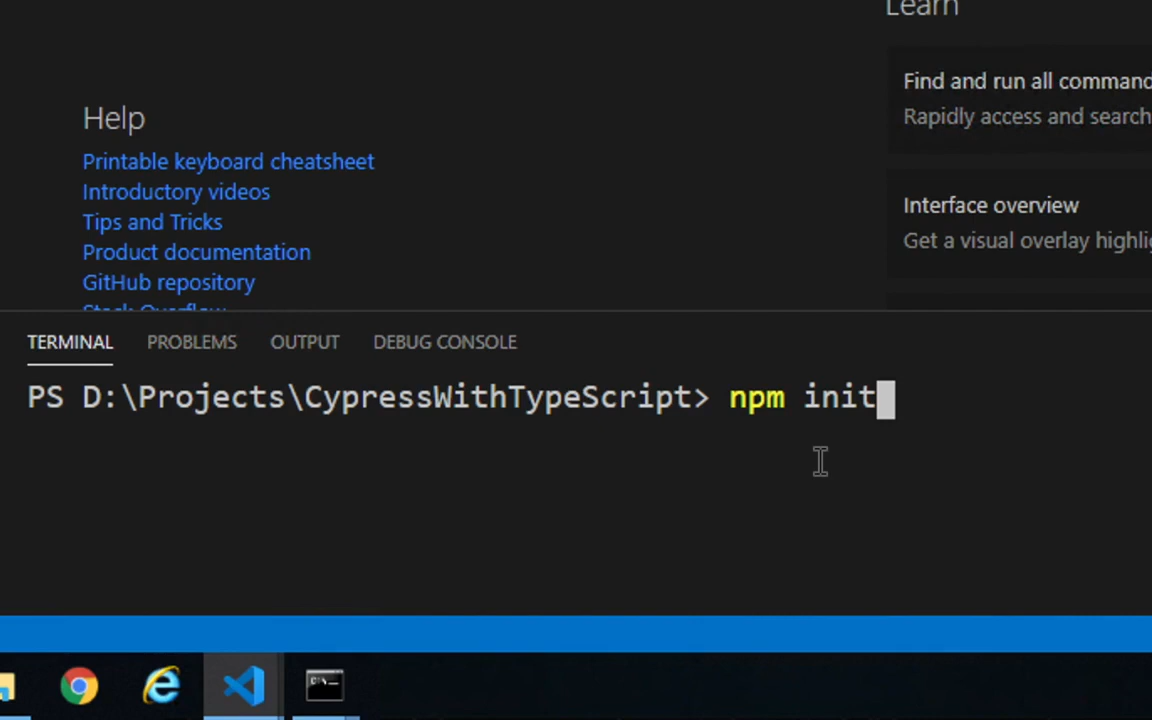 Learn
Find and run all command
Rapidly access and search
Help
Printable keyboard cheatsheet
Introductory videos
Interface overview
Tips and Tricks
Get a visual overlay highli
Product documentation
GitHub repository
Stack Overflow
TERMINAL PROBLEMS OUTPUT DEBUG CONSOLE
PS D:\Projects\CypressWithTypeScript> npm init